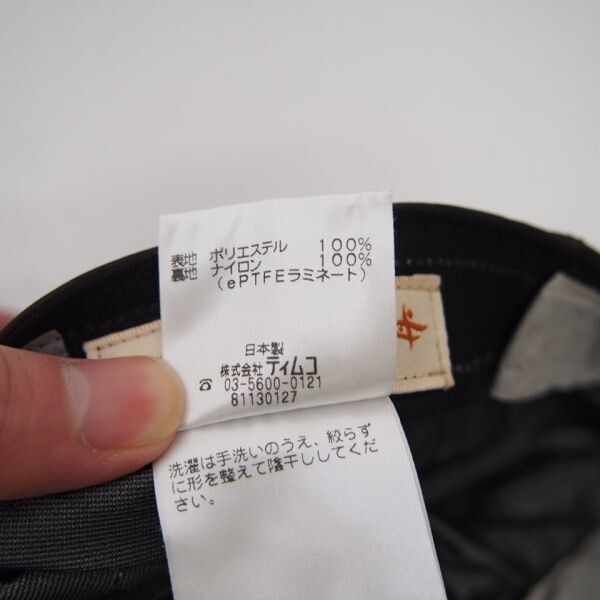 表地 ポリエステル 100%
裏地 ナイロン 100%
(ePTFEラミネート)
日本製
株式会社ティムコ
☎ 03-5600-0121
81130127
洗濯は手洗いのうえ、絞らず
に形を整えて陰干ししてくだ
さい。